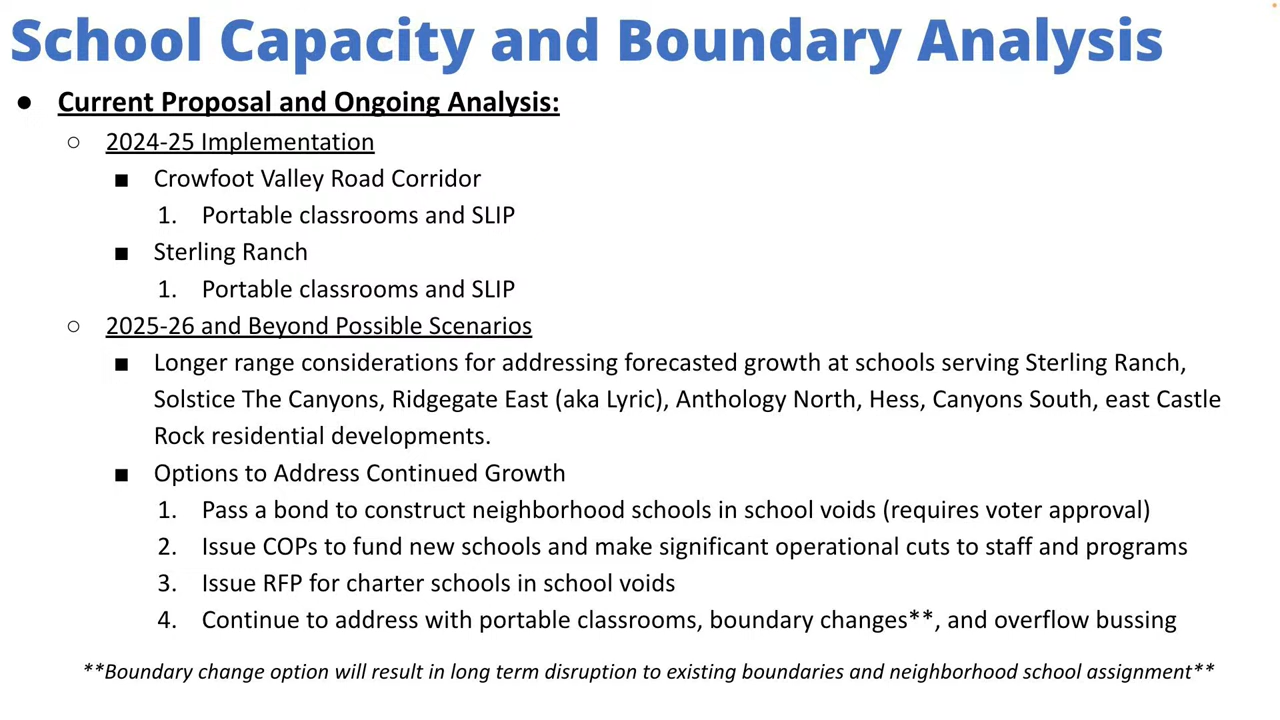 School Capacity and Boundary Analysis
● Current Proposal and Ongoing Analysis:
○ 2024-25 Implementation
■ Crowfoot Valley Road Corridor
1. Portable classrooms and SLIP
■ Sterling Ranch
1. Portable classrooms and SLIP
○ 2025-26 and Beyond Possible Scenarios
■ Longer range considerations for addressing forecasted growth at schools serving Sterling Ranch,
Solstice The Canyons, Ridgegate East (aka Lyric), Anthology North, Hess, Canyons South, east Castle
Rock residential developments.
■ Options to Address Continued Growth
1. Pass a bond to construct neighborhood schools in school voids (requires voter approval)
2. Issue COPs to fund new schools and make significant operational cuts to staff and programs
3. Issue RFP for charter schools in school voids
4. Continue to address with portable classrooms, boundary changes**, and overflow bussing
**Boundary change option will result in long term disruption to existing boundaries and neighborhood school assignment**